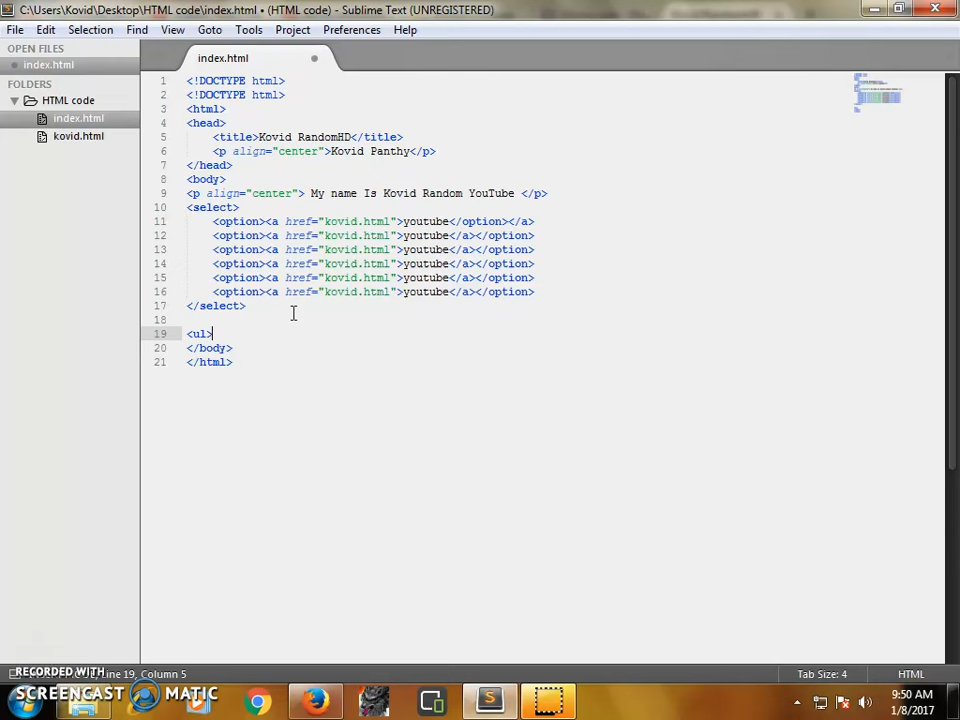 C:\Users\Kovid\Desktop\HTML code\index.html • (HTML code) - Sublime Text (UNREGISTERED)
File Edit Selection Find View Goto Tools Project Preferences Help
OPEN FILES
index.html
FOLDERS
HTML code
index.html
kovid.html
index.html
1 <!DOCTYPE html>
2 <!DOCTYPE html>
3 <html>
4 <head>
5 <title>Kovid RandomHD</title>
6 <p align="center">Kovid Panthy</p>
7 </head>
8 <body>
9 <p align="center"> My name Is Kovid Random YouTube </p>
10 <select>
11 <option><a href="kovid.html">youtube</option></a>
12 <option><a href="kovid.html">youtube</a></option>
13 <option><a href="kovid.html">youtube</a></option>
14 <option><a href="kovid.html">youtube</a></option>
15 <option><a href="kovid.html">youtube</a></option>
16 <option><a href="kovid.html">youtube</a></option>
17 </select>
18
19 <ul>
20 </body>
21 </html>
Line 19, Column 5
Tab Size: 4 HTML
RECORDED WITH
SCREENCAST MATIC
9:50 AM
1/8/2017